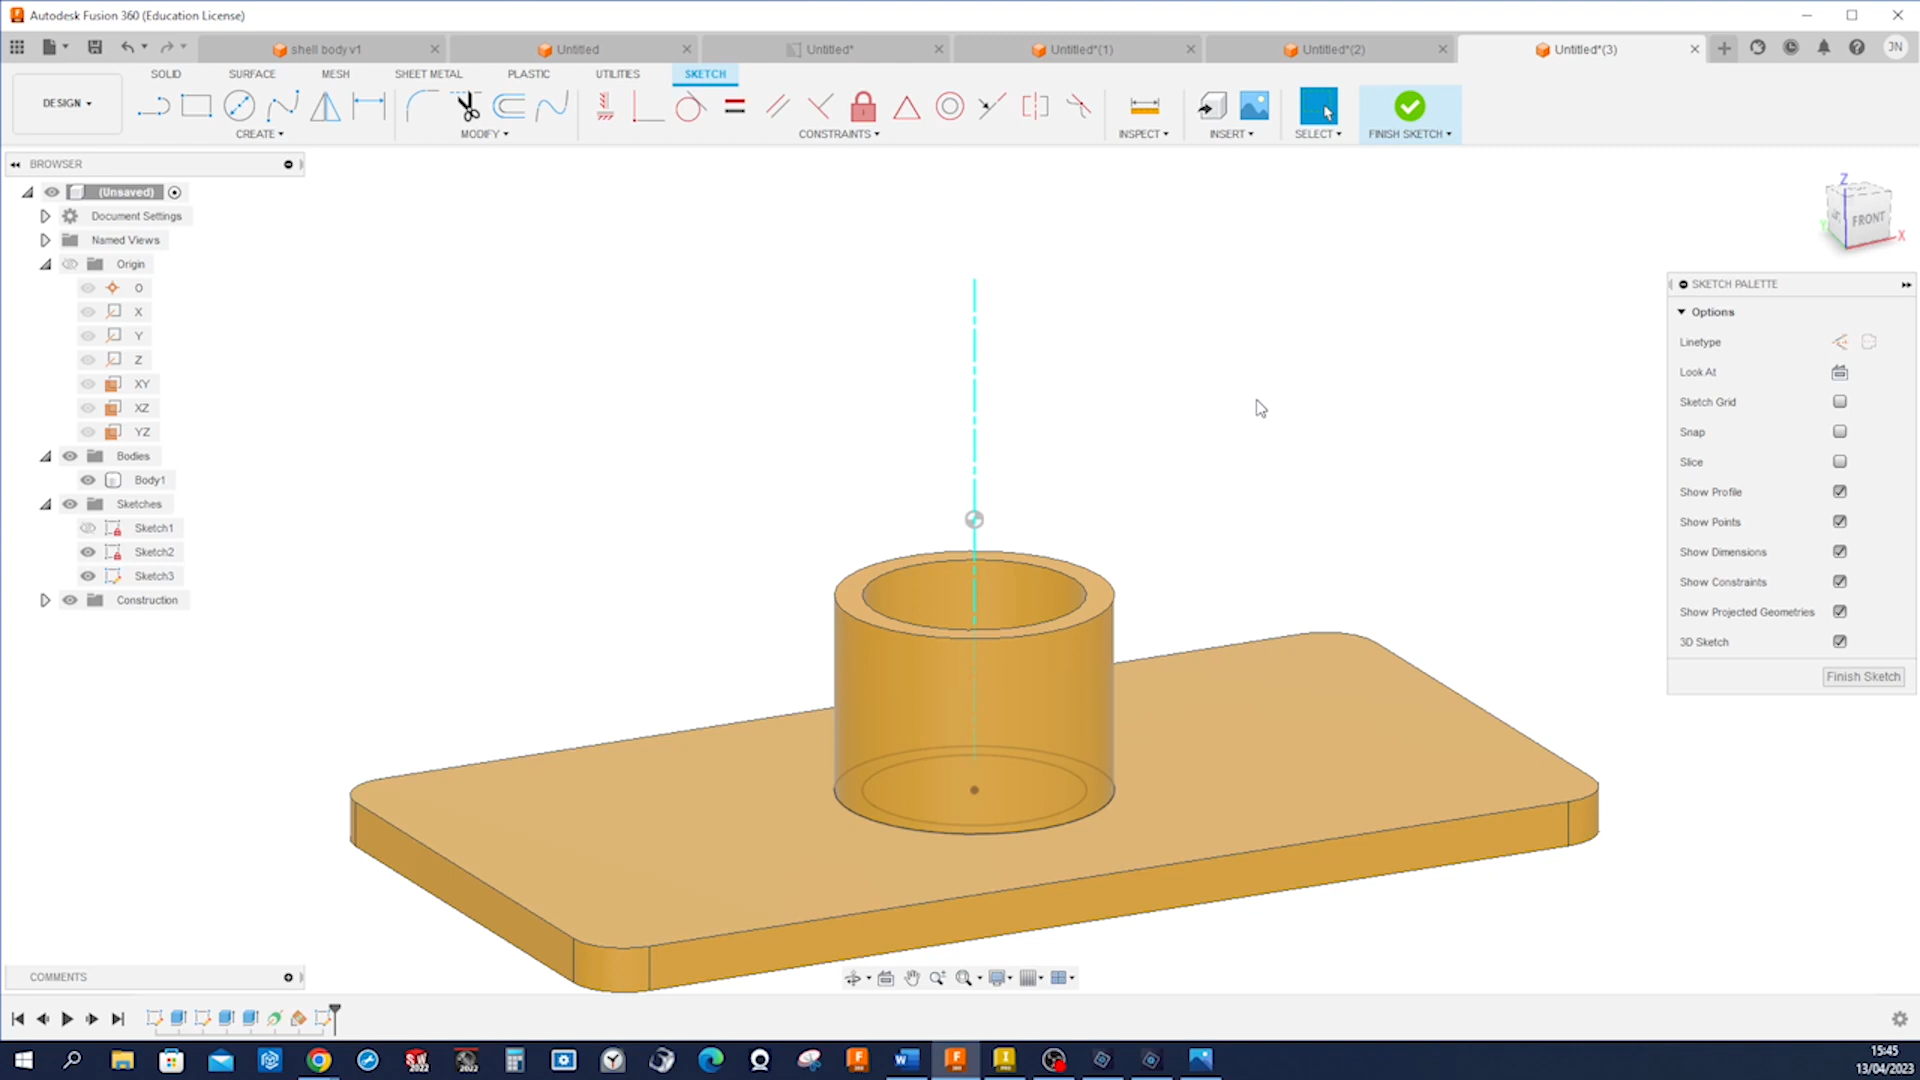 Autodesk Fusion 360 (Education License)
shell body v1
Untitled
Untitled*
Untitled*(1)
Untitled*(2)
Untitled*(3)
JN
DESIGN
SOLID
SURFACE
MESH
SHEET METAL
PLASTIC
UTILITIES
SKETCH
CREATE
MODIFY
CONSTRAINTS
INSPECT
INSERT
SELECT
FINISH SKETCH
BROWSER
(Unsaved)
Document Settings
Named Views
Origin
O
X
Y
Z
XY
XZ
YZ
Bodies
Body1
Sketches
Sketch1
Sketch2
Sketch3
Construction
Z
FRONT
Y
X
SKETCH PALETTE
Options
Linetype
Look At
Sketch Grid
Snap
Slice
Show Profile
Show Points
Show Dimensions
Show Constraints
Show Projected Geometries
3D Sketch
Finish Sketch
COMMENTS
15:45
13/04/2023